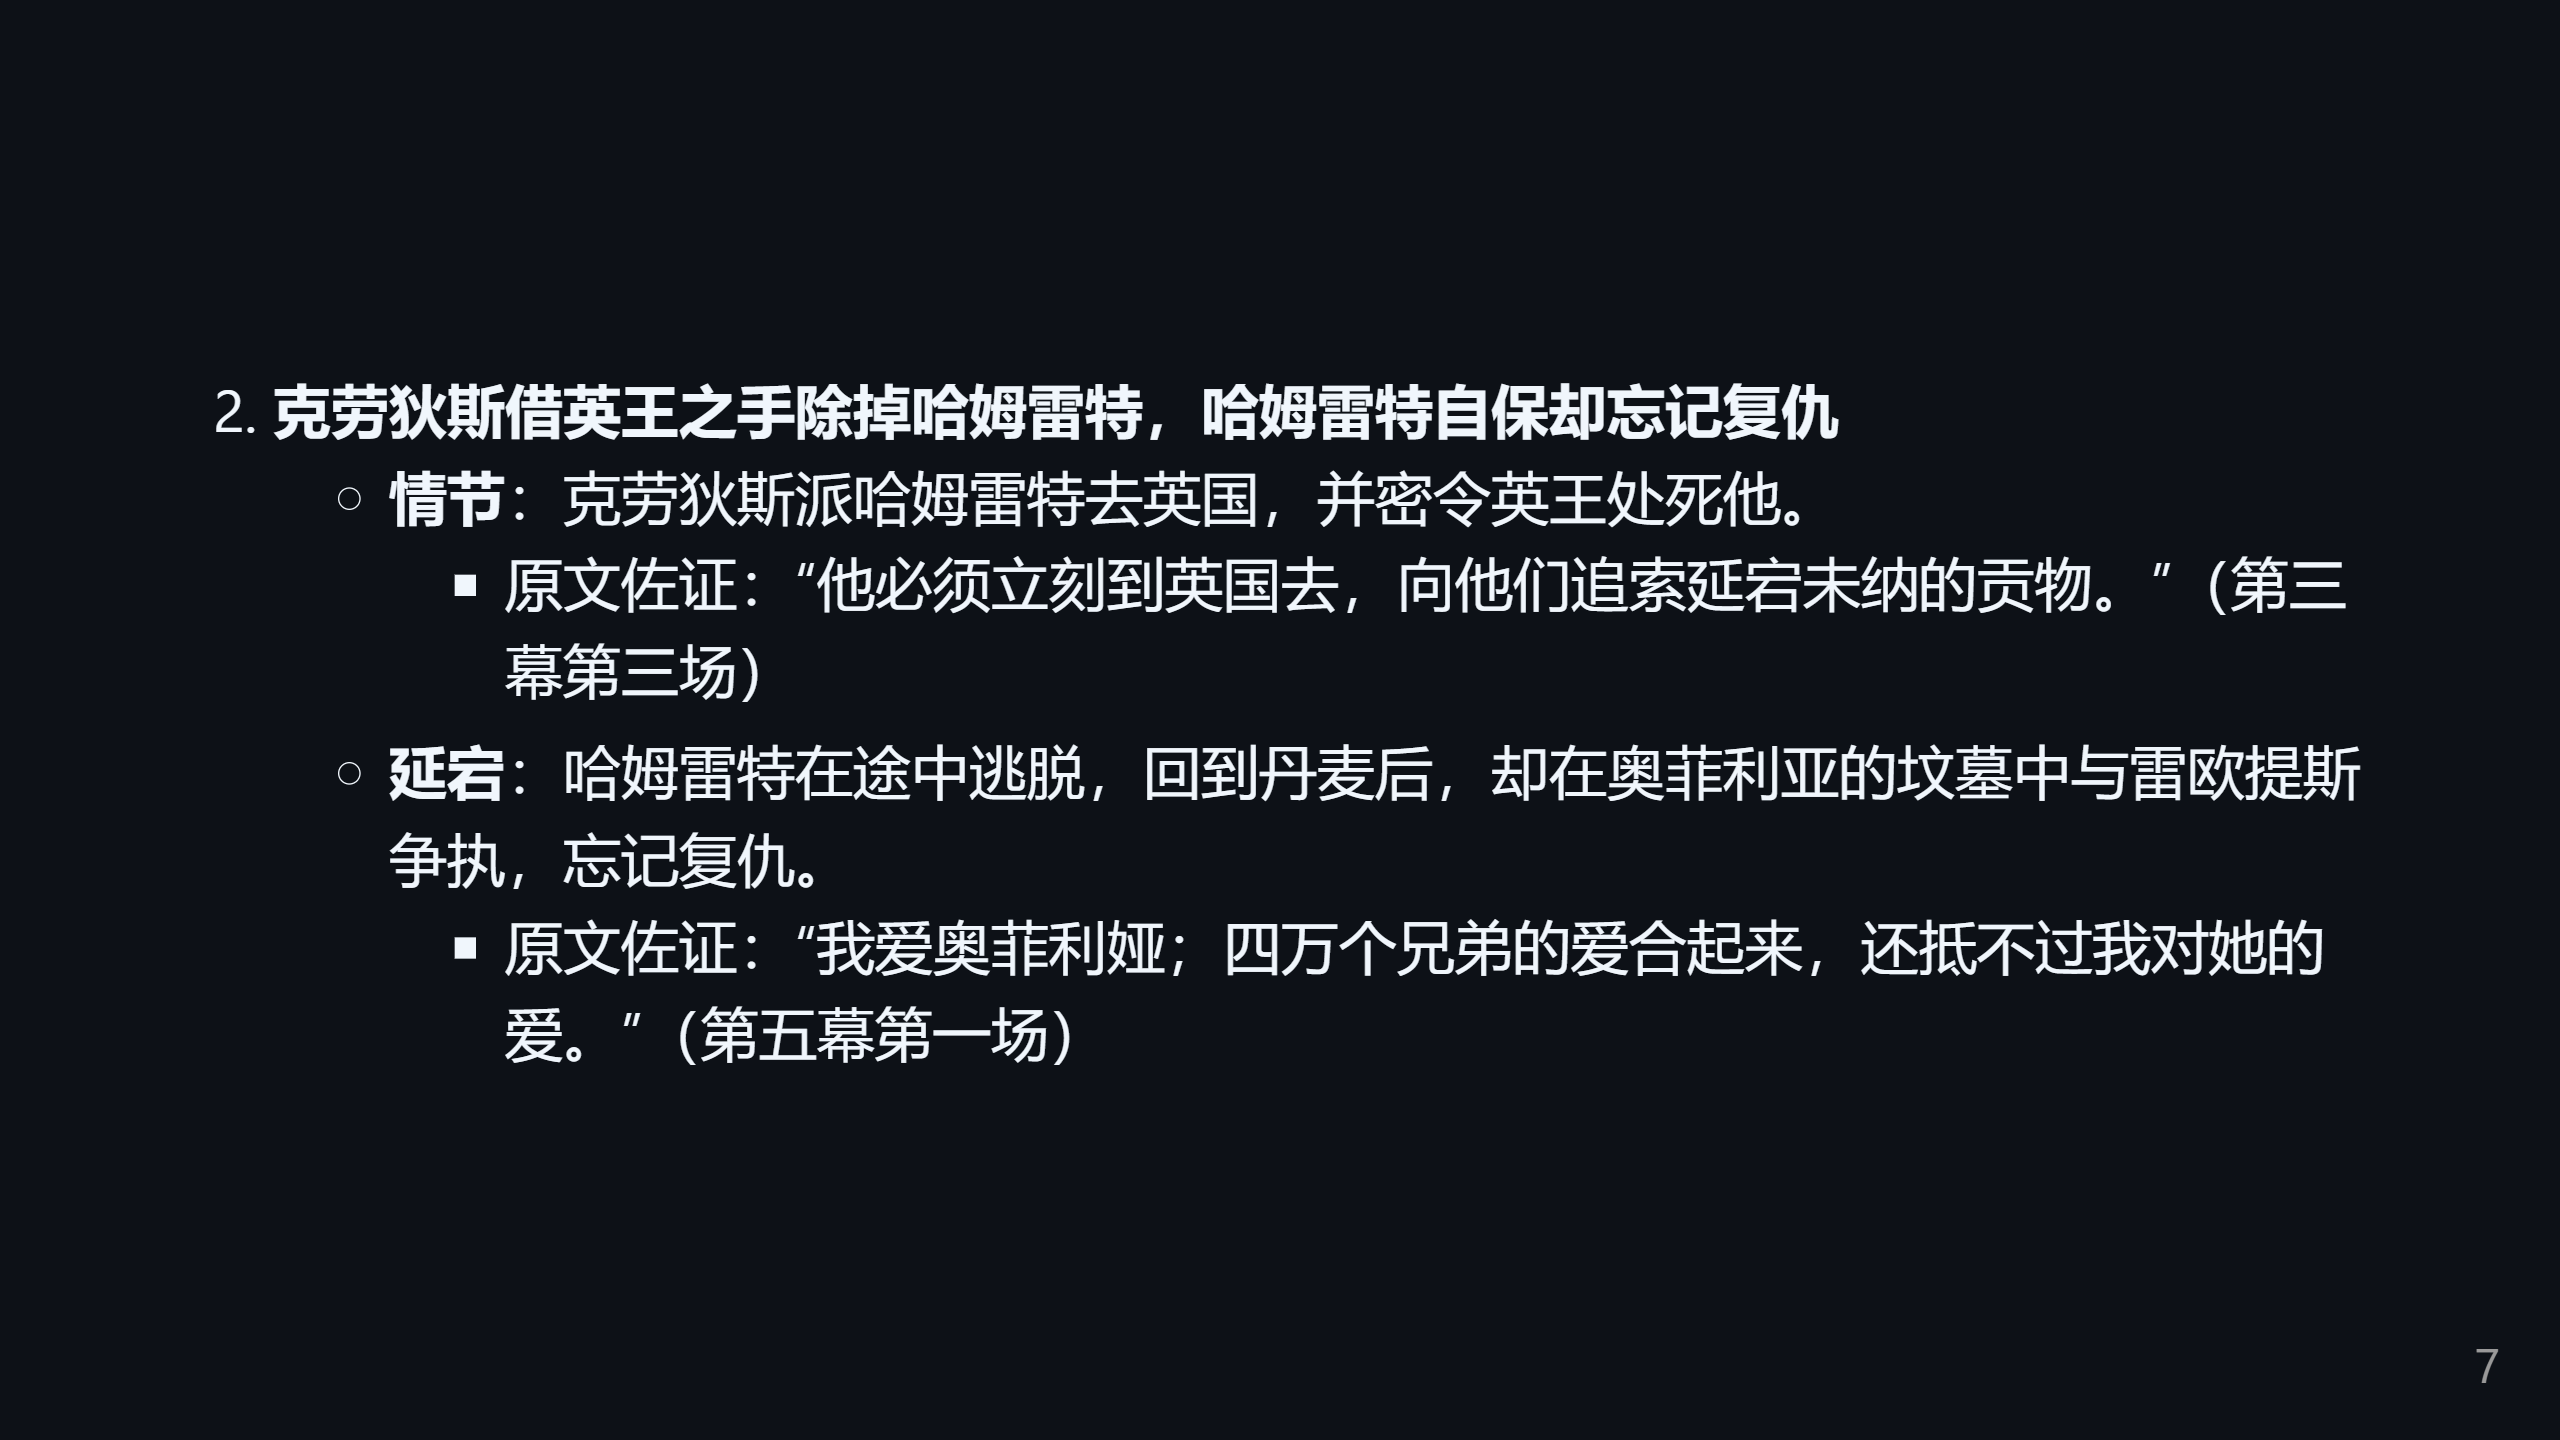 2. 克劳狄斯借英王之手除掉哈姆雷特，哈姆雷特自保却忘记复仇
○ 情节：克劳狄斯派哈姆雷特去英国，并密令英王处死他。
■ 原文佐证：“他必须立刻到英国去，向他们追索延宕未纳的贡物。”（第三
幕第三场）
○ 延宕：哈姆雷特在途中逃脱，回到丹麦后，却在奥菲利亚的坟墓中与雷欧提斯
争执，忘记复仇。
■ 原文佐证：“我爱奥菲利娅；四万个兄弟的爱合起来，还抵不过我对她的
爱。”（第五幕第一场）
7